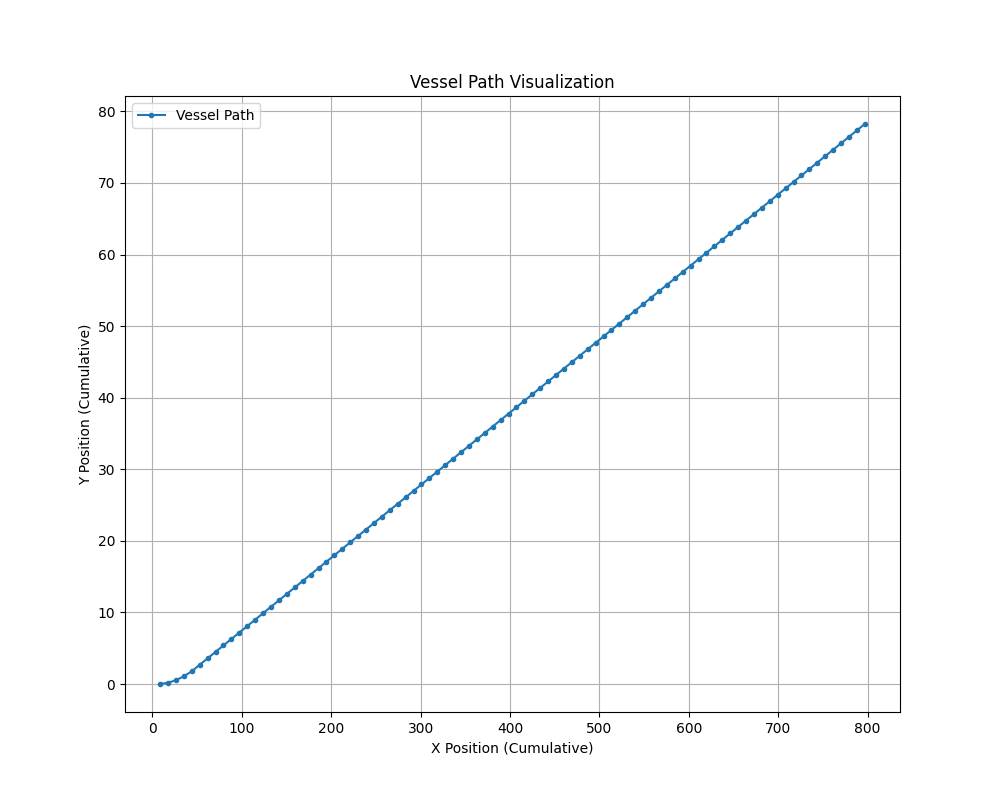 Vessel Path Visualization
Vessel Path
80
70
60
50
40
30
20
10
0
Y Position (Cumulative)
0 100 200 300 400 500 600 700 800
X Position (Cumulative)